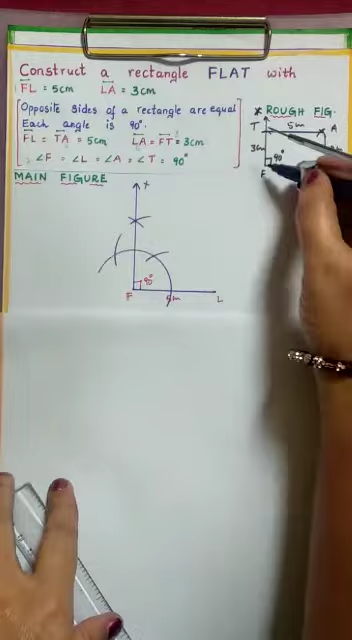 Construct a rectangle FLAT with
FL = 5cm LA = 3cm
Opposite sides of a rectangle are equal
Each angle is 90°.
FL = TA = 5cm LA = FT = 3cm
∠F = ∠L = ∠A = ∠T = 90°
* ROUGH FIG.
T 5cm A
3cm
90°
F
MAIN FIGURE
X
90°
F 5cm L